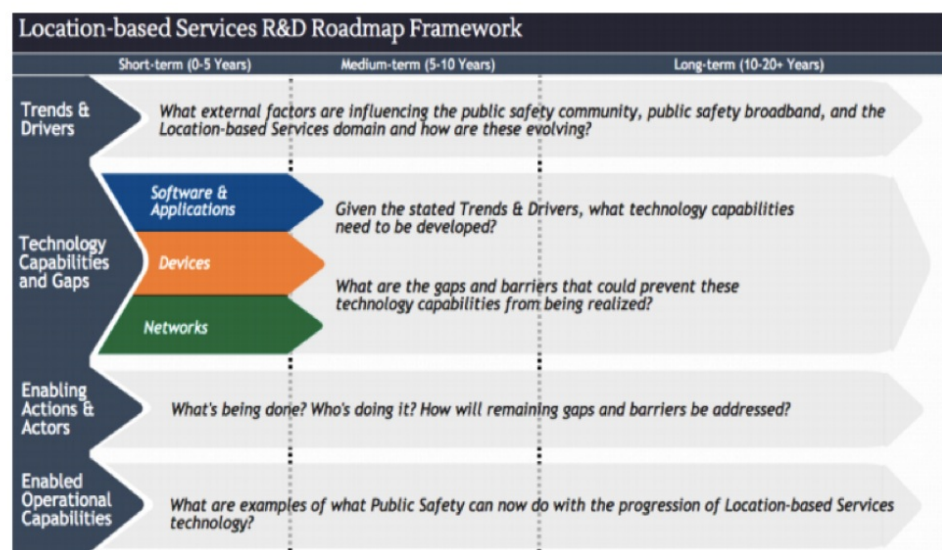 Location-based Services R&D Roadmap Framework
Short-term (0-5 Years)
Medium-term (5-10 Years)
Long-term (10-20+ Years)
Trends &
Drivers
What external factors are influencing the public safety community, public safety broadband, and the
Location-based Services domain and how are these evolving?
Technology
Capabilities
and Gaps
Software &
Applications
Devices
Networks
Given the stated Trends & Drivers, what technology capabilities
need to be developed?
What are the gaps and barriers that could prevent these
technology capabilities from being realized?
Enabling
Actions &
Actors
What's being done? Who's doing it? How will remaining gaps and barriers be addressed?
Enabled
Operational
Capabilities
What are examples of what Public Safety can now do with the progression of Location-based Services
technology?